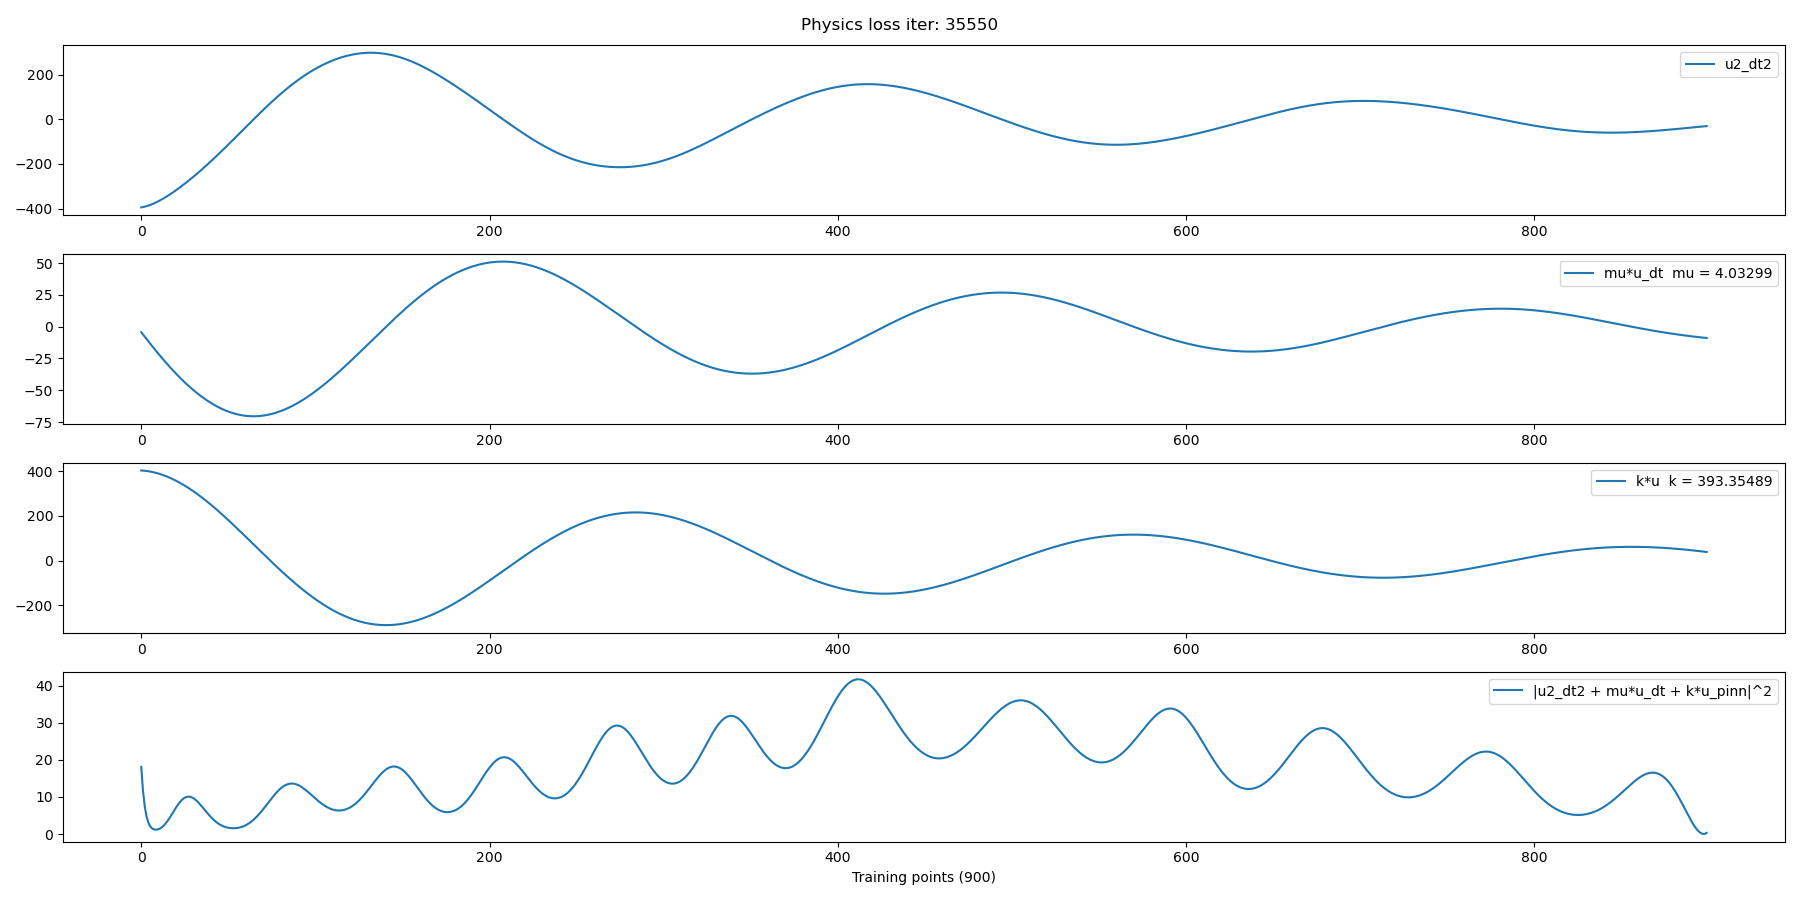 Physics loss iter: 35550
u2_dt2
200
0
−200
−400
0 200 400 600 800
mu*u_dt mu = 4.03299
50
25
0
−25
−50
−75
0 200 400 600 800
k*u k = 393.35489
400
200
0
−200
0 200 400 600 800
|u2_dt2 + mu*u_dt + k*u_pinn|^2
40
30
20
10
0
0 200 400 600 800
Training points (900)